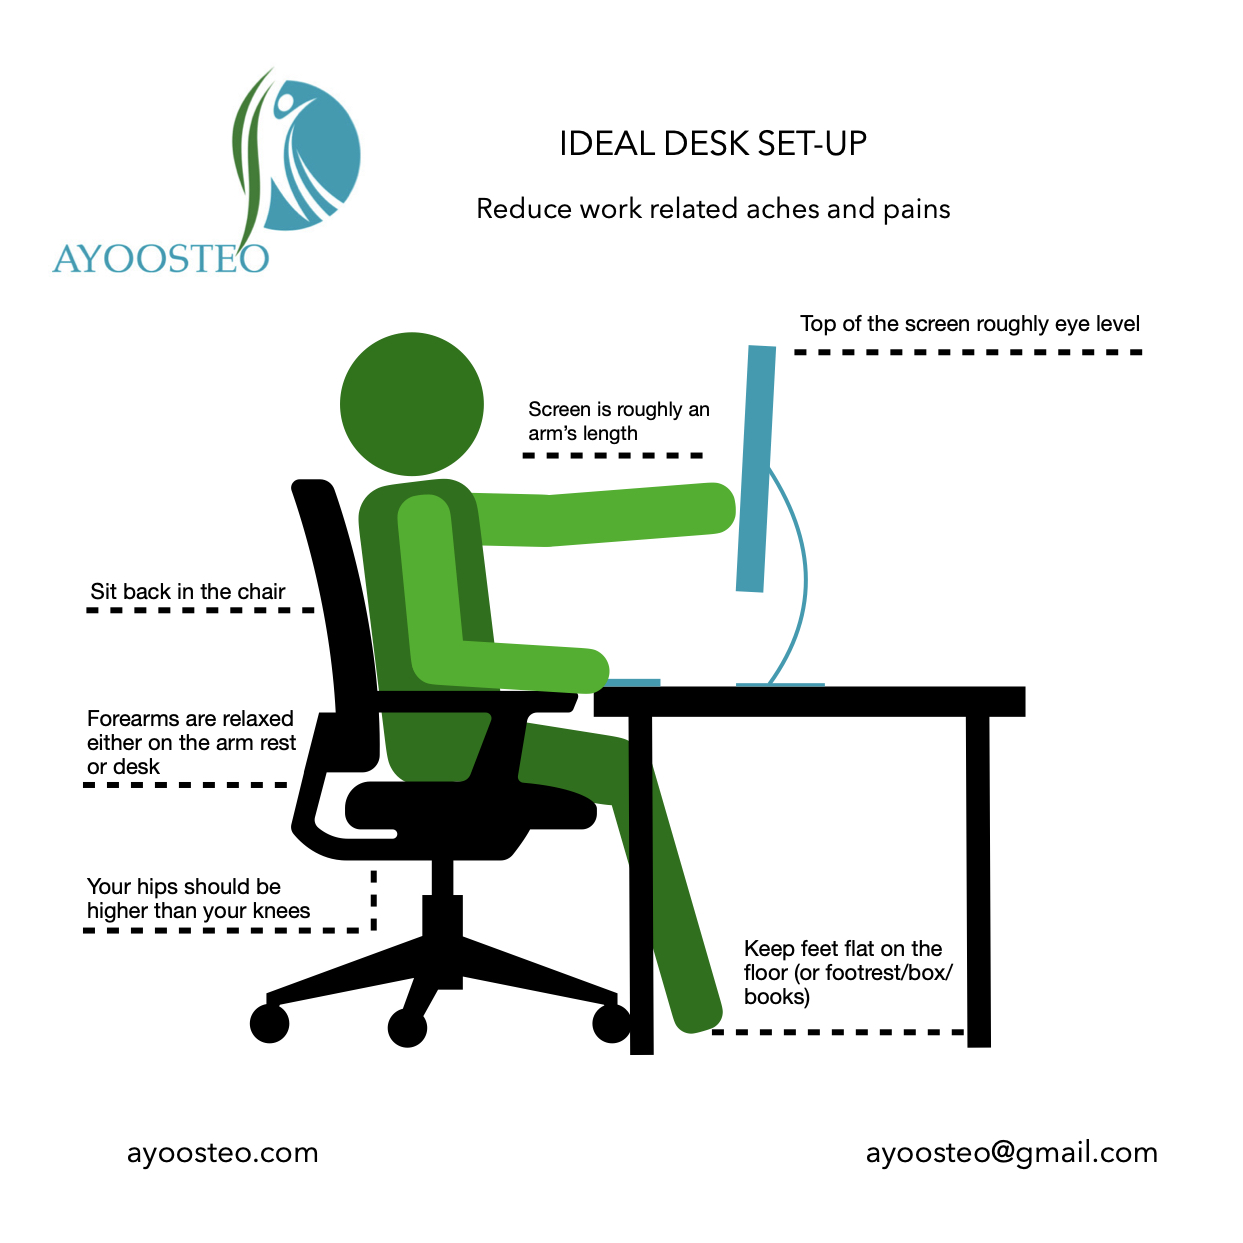 AYOOSTEO
IDEAL DESK SET-UP
Reduce work related aches and pains
Top of the screen roughly eye level
Screen is roughly an
arm’s length
Sit back in the chair
Forearms are relaxed
either on the arm rest
or desk
Your hips should be
higher than your knees
Keep feet flat on the
floor (or footrest/box/
books)
ayoosteo.com
ayoosteo@gmail.com